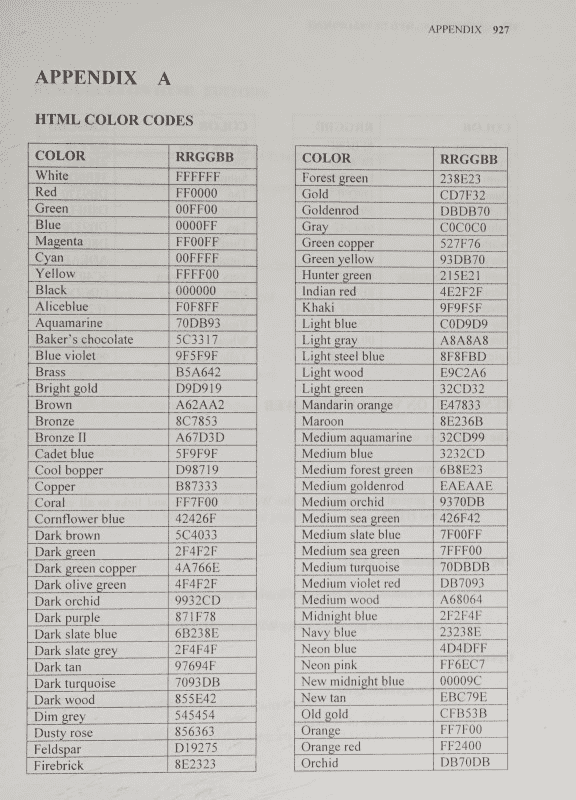 APPENDIX 927
APPENDIX A
HTML COLOR CODES
COLOR RRGGBB
White FFFFFF
Red FF0000
Green 00FF00
Blue 0000FF
Magenta FF00FF
Cyan 00FFFF
Yellow FFFF00
Black 000000
Aliceblue F0F8FF
Aquamarine 70DB93
Baker's chocolate 5C3317
Blue violet 9F5F9F
Brass B5A642
Bright gold D9D919
Brown A62AA2
Bronze 8C7853
Bronze II A67D3D
Cadet blue 5F9F9F
Cool bopper D98719
Copper B87333
Coral FF7F00
Cornflower blue 42426F
Dark brown 5C4033
Dark green 2F4F2F
Dark green copper 4A766E
Dark olive green 4F4F2F
Dark orchid 9932CD
Dark purple 871F78
Dark slate blue 6B238E
Dark slate grey 2F4F4F
Dark tan 97694F
Dark turquoise 7093DB
Dark wood 855E42
Dim grey 545454
Dusty rose 856363
Feldspar D19275
Firebrick 8E2323
COLOR RRGGBB
Forest green 238E23
Gold CD7F32
Goldenrod DBDB70
Gray C0C0C0
Green copper 527F76
Green yellow 93DB70
Hunter green 215E21
Indian red 4E2F2F
Khaki 9F9F5F
Light blue C0D9D9
Light gray A8A8A8
Light steel blue 8F8FBD
Light wood E9C2A6
Light green 32CD32
Mandarin orange E47833
Maroon 8E236B
Medium aquamarine 32CD99
Medium blue 3232CD
Medium forest green 6B8E23
Medium goldenrod EAEAAE
Medium orchid 9370DB
Medium sea green 426F42
Medium slate blue 7F00FF
Medium sea green 7FFF00
Medium turquoise 70DBDB
Medium violet red DB7093
Medium wood A68064
Midnight blue 2F2F4F
Navy blue 23238E
Neon blue 4D4DFF
Neon pink FF6EC7
New midnight blue 00009C
New tan EBC79E
Old gold CFB53B
Orange FF7F00
Orange red FF2400
Orchid DB70DB